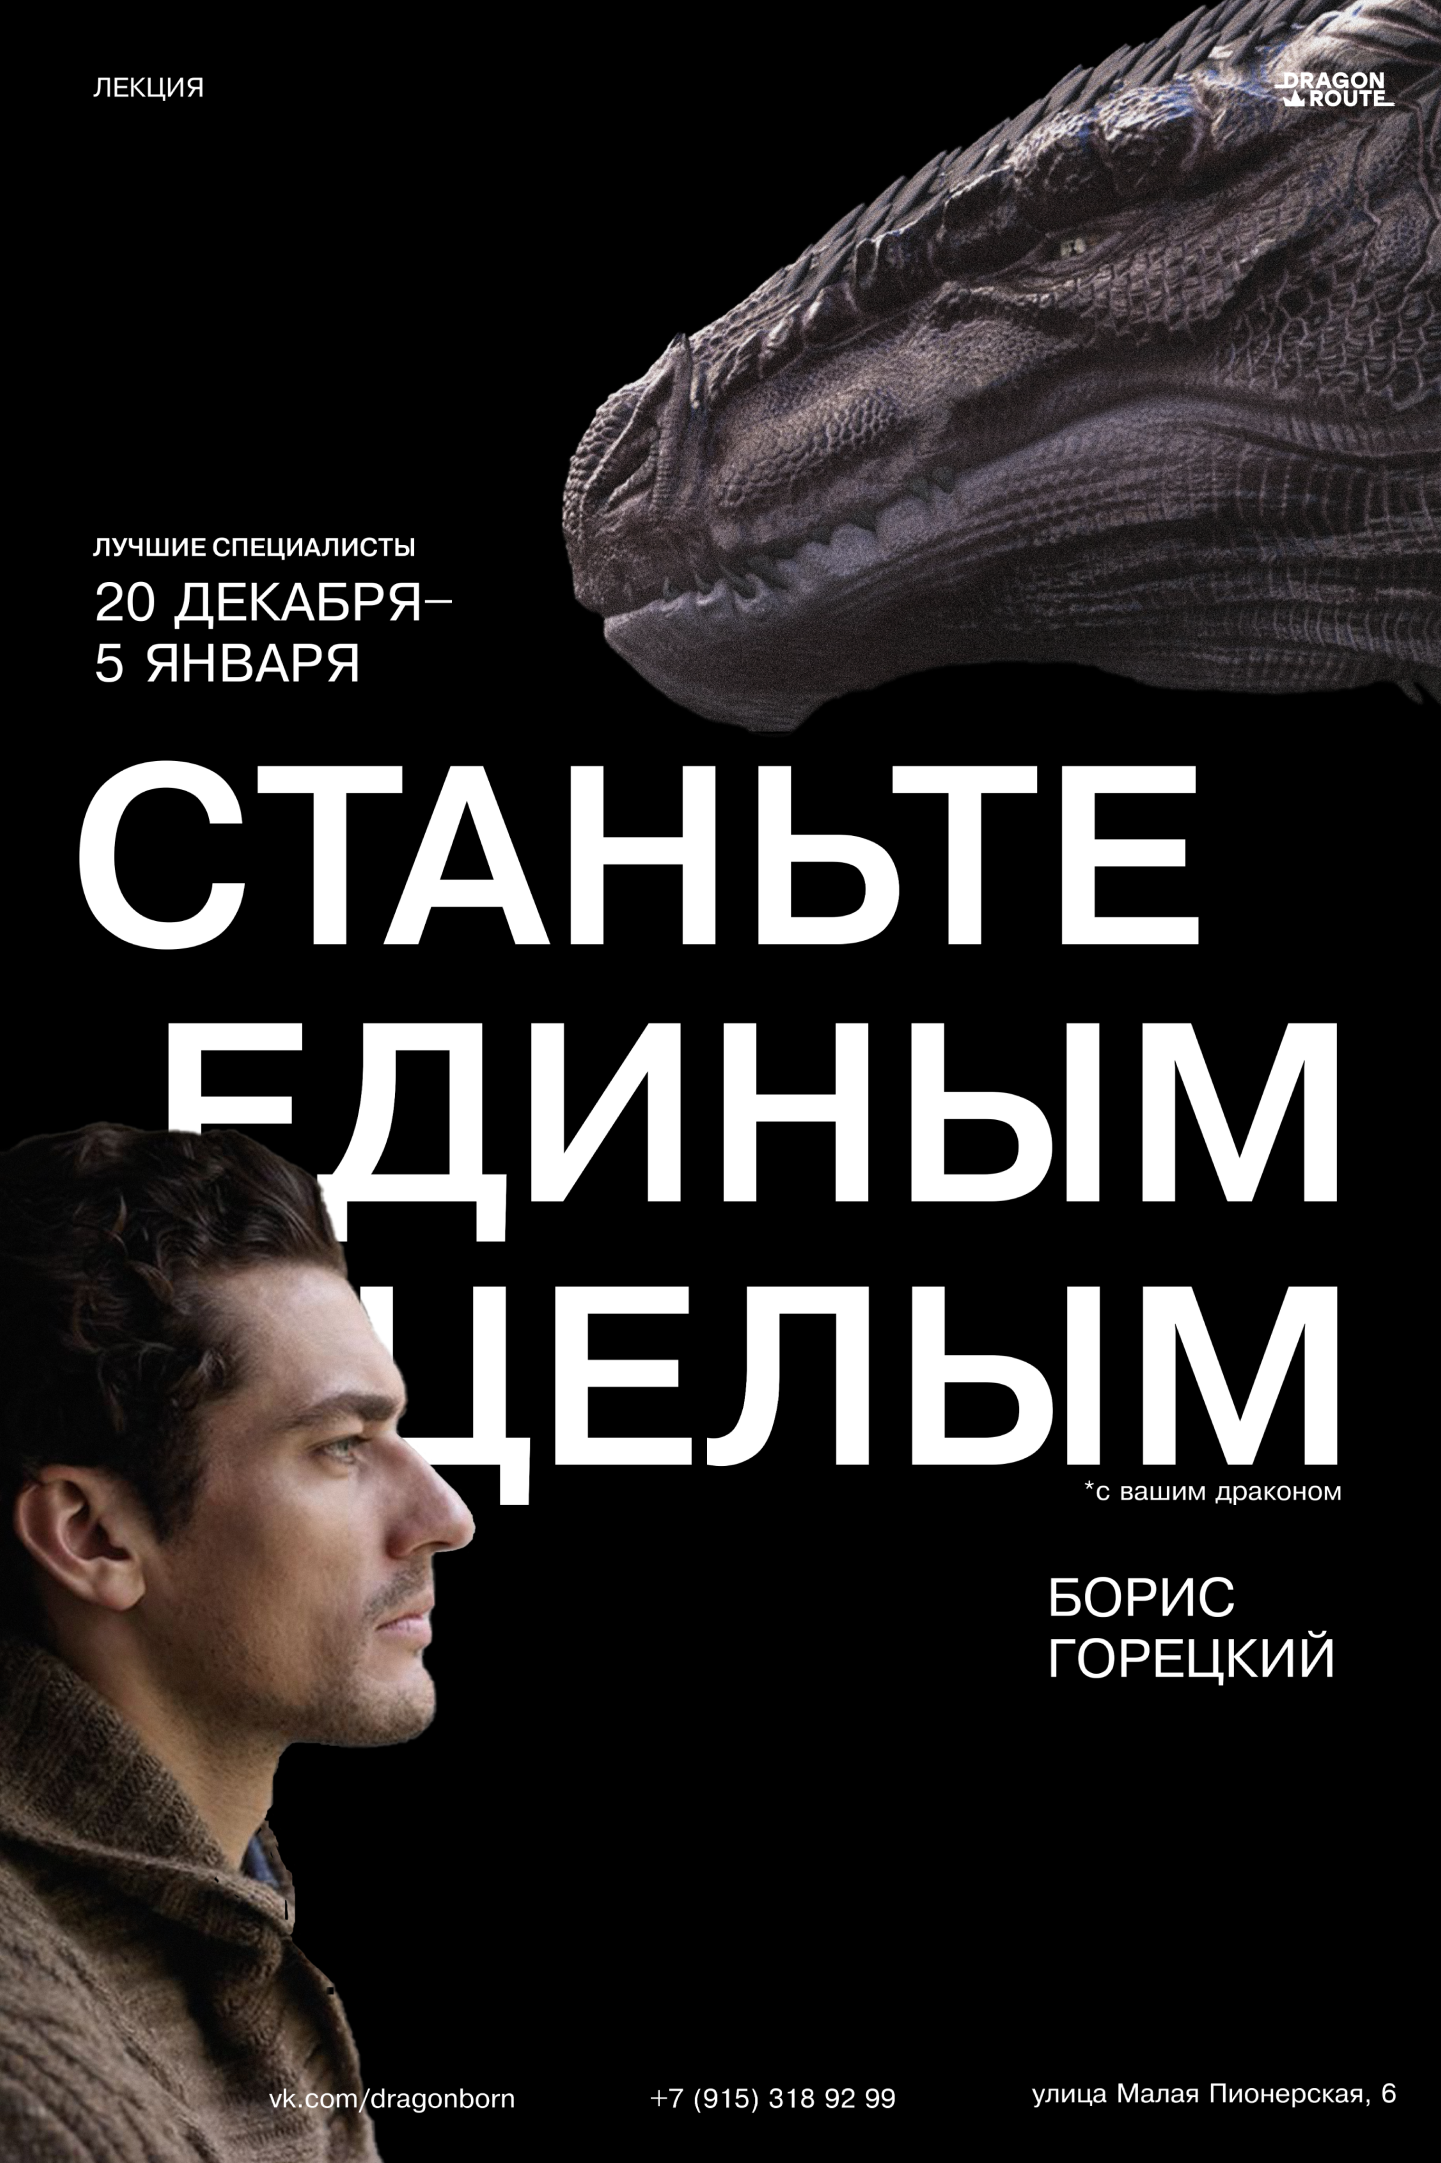 ЛЕКЦИЯ
DRAGON
ROUTE
ЛУЧШИЕ СПЕЦИАЛИСТЫ
20 ДЕКАБРЯ–
5 ЯНВАРЯ
СТАНЬТЕ
ЕДИНЫМ
ЦЕЛЫМ
*с вашим драконом
БОРИС
ГОРЕЦКИЙ
vk.com/dragonborn
+7 (915) 318 92 99
улица Малая Пионерская, 6